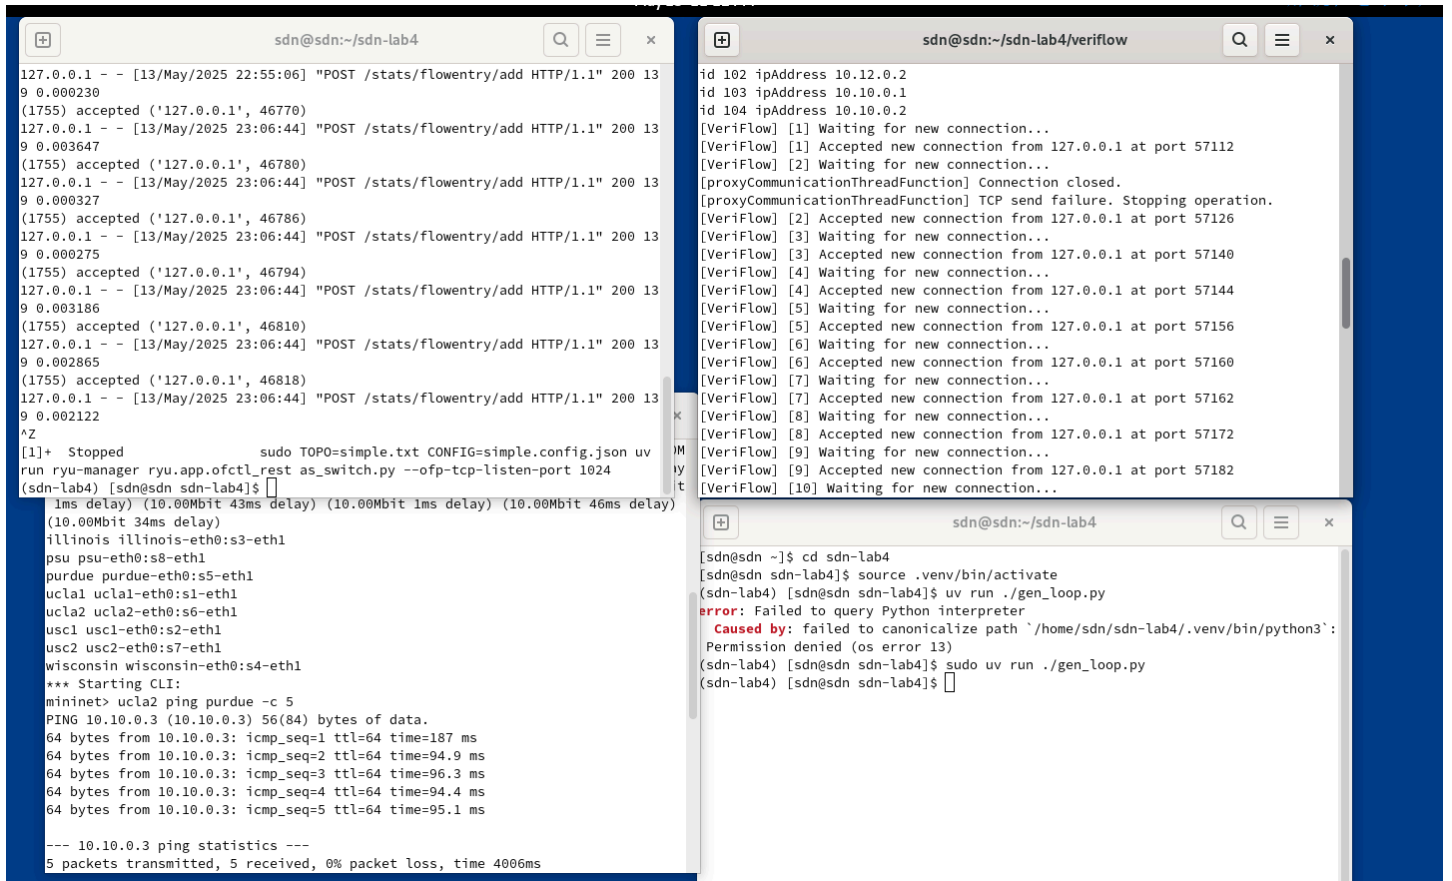 sdn@sdn:~/sdn-lab4
127.0.0.1 - - [13/May/2025 22:55:06] "POST /stats/flowentry/add HTTP/1.1" 200 13
9 0.000230
(1755) accepted ('127.0.0.1', 46770)
127.0.0.1 - - [13/May/2025 23:06:44] "POST /stats/flowentry/add HTTP/1.1" 200 13
9 0.003647
(1755) accepted ('127.0.0.1', 46780)
127.0.0.1 - - [13/May/2025 23:06:44] "POST /stats/flowentry/add HTTP/1.1" 200 13
9 0.000327
(1755) accepted ('127.0.0.1', 46786)
127.0.0.1 - - [13/May/2025 23:06:44] "POST /stats/flowentry/add HTTP/1.1" 200 13
9 0.000275
(1755) accepted ('127.0.0.1', 46794)
127.0.0.1 - - [13/May/2025 23:06:44] "POST /stats/flowentry/add HTTP/1.1" 200 13
9 0.003186
(1755) accepted ('127.0.0.1', 46810)
127.0.0.1 - - [13/May/2025 23:06:44] "POST /stats/flowentry/add HTTP/1.1" 200 13
9 0.002865
(1755) accepted ('127.0.0.1', 46818)
127.0.0.1 - - [13/May/2025 23:06:44] "POST /stats/flowentry/add HTTP/1.1" 200 13
9 0.002122
^Z
[1]+  Stopped                 sudo TOPO=simple.txt CONFIG=simple.config.json uv
run ryu-manager ryu.app.ofctl_rest as_switch.py --ofp-tcp-listen-port 1024
(sdn-lab4) [sdn@sdn sdn-lab4]$
sdn@sdn:~/sdn-lab4/veriflow
id 102 ipAddress 10.12.0.2
id 103 ipAddress 10.10.0.1
id 104 ipAddress 10.10.0.2
[VeriFlow] [1] Waiting for new connection...
[VeriFlow] [1] Accepted new connection from 127.0.0.1 at port 57112
[VeriFlow] [2] Waiting for new connection...
[proxyCommunicationThreadFunction] Connection closed.
[proxyCommunicationThreadFunction] TCP send failure. Stopping operation.
[VeriFlow] [2] Accepted new connection from 127.0.0.1 at port 57126
[VeriFlow] [3] Waiting for new connection...
[VeriFlow] [3] Accepted new connection from 127.0.0.1 at port 57140
[VeriFlow] [4] Waiting for new connection...
[VeriFlow] [4] Accepted new connection from 127.0.0.1 at port 57144
[VeriFlow] [5] Waiting for new connection...
[VeriFlow] [5] Accepted new connection from 127.0.0.1 at port 57156
[VeriFlow] [6] Waiting for new connection...
[VeriFlow] [6] Accepted new connection from 127.0.0.1 at port 57160
[VeriFlow] [7] Waiting for new connection...
[VeriFlow] [7] Accepted new connection from 127.0.0.1 at port 57162
[VeriFlow] [8] Waiting for new connection...
[VeriFlow] [8] Accepted new connection from 127.0.0.1 at port 57172
[VeriFlow] [9] Waiting for new connection...
[VeriFlow] [9] Accepted new connection from 127.0.0.1 at port 57182
[VeriFlow] [10] Waiting for new connection...
1ms delay) (10.00Mbit 43ms delay) (10.00Mbit 1ms delay) (10.00Mbit 46ms delay)
(10.00Mbit 34ms delay)
illinois illinois-eth0:s3-eth1
psu psu-eth0:s8-eth1
purdue purdue-eth0:s5-eth1
ucla1 ucla1-eth0:s1-eth1
ucla2 ucla2-eth0:s6-eth1
usc1 usc1-eth0:s2-eth1
usc2 usc2-eth0:s7-eth1
wisconsin wisconsin-eth0:s4-eth1
*** Starting CLI:
mininet> ucla2 ping purdue -c 5
PING 10.10.0.3 (10.10.0.3) 56(84) bytes of data.
64 bytes from 10.10.0.3: icmp_seq=1 ttl=64 time=187 ms
64 bytes from 10.10.0.3: icmp_seq=2 ttl=64 time=94.9 ms
64 bytes from 10.10.0.3: icmp_seq=3 ttl=64 time=96.3 ms
64 bytes from 10.10.0.3: icmp_seq=4 ttl=64 time=94.4 ms
64 bytes from 10.10.0.3: icmp_seq=5 ttl=64 time=95.1 ms
--- 10.10.0.3 ping statistics ---
5 packets transmitted, 5 received, 0% packet loss, time 4006ms
sdn@sdn:~/sdn-lab4
[sdn@sdn ~]$ cd sdn-lab4
[sdn@sdn sdn-lab4]$ source .venv/bin/activate
(sdn-lab4) [sdn@sdn sdn-lab4]$ uv run ./gen_loop.py
error: Failed to query Python interpreter
Caused by: failed to canonicalize path `/home/sdn/sdn-lab4/.venv/bin/python3`:
Permission denied (os error 13)
(sdn-lab4) [sdn@sdn sdn-lab4]$ sudo uv run ./gen_loop.py
(sdn-lab4) [sdn@sdn sdn-lab4]$